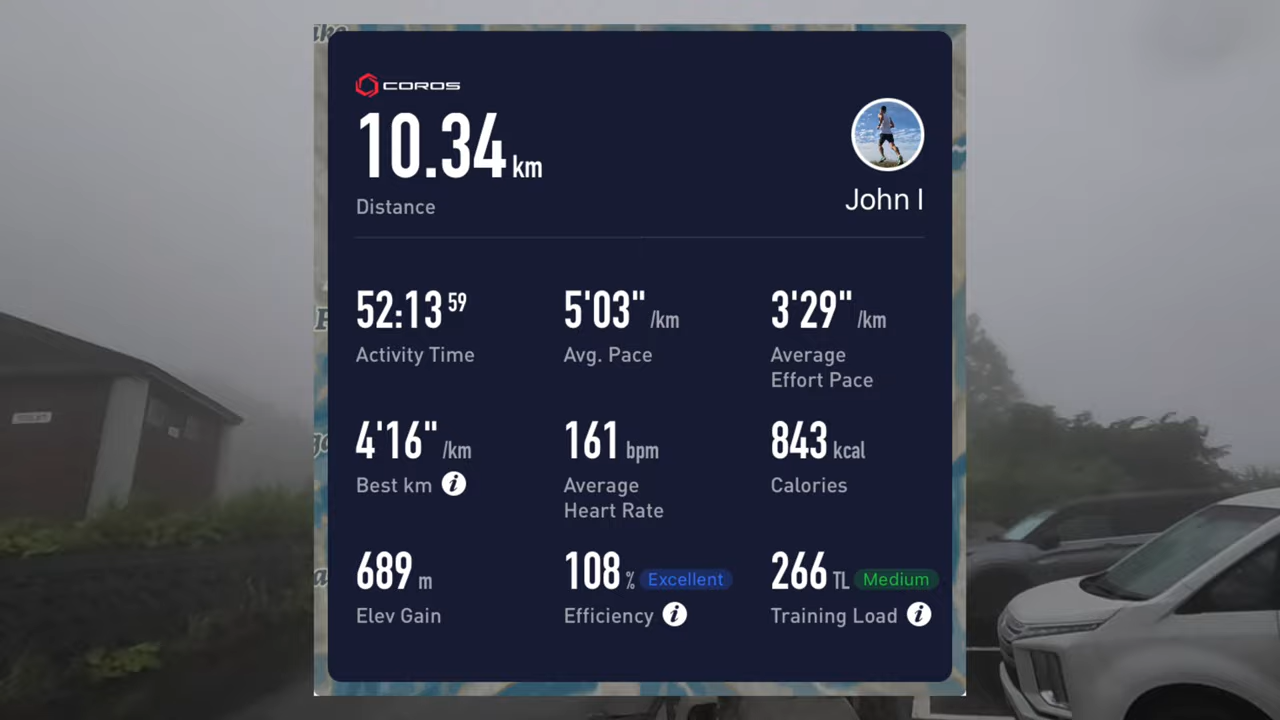 COROS
10.34 km
Distance
John I
52:13 59
Activity Time
5'03" /km
Avg. Pace
3'29" /km
Average
Effort Pace
4'16" /km
Best km
161 bpm
Average
Heart Rate
843 kcal
Calories
689 m
Elev Gain
108 % Excellent
Efficiency
266 TL Medium
Training Load